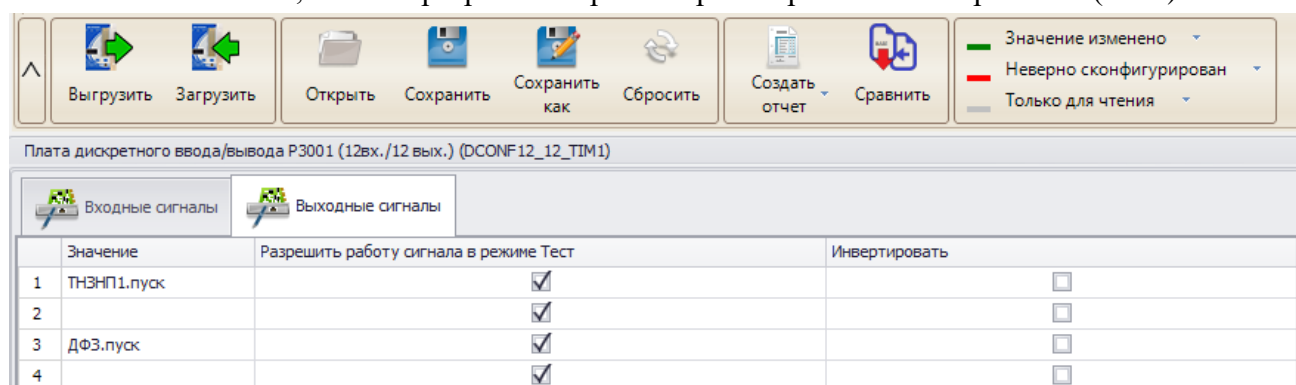 Выгрузить Загрузить Открыть Сохранить Сохранить как Сбросить Создать отчет Сравнить
Значение изменено
Неверно сконфигурирован
Только для чтения
Плата дискретного ввода/вывода P3001 (12вх./12 вых.) (DCONF12_12_TIM1)
Входные сигналы Выходные сигналы
Значение Разрешить работу сигнала в режиме Тест Инвертировать
1 ТНЗНП1.пуск
2
3 ДФЗ.пуск
4